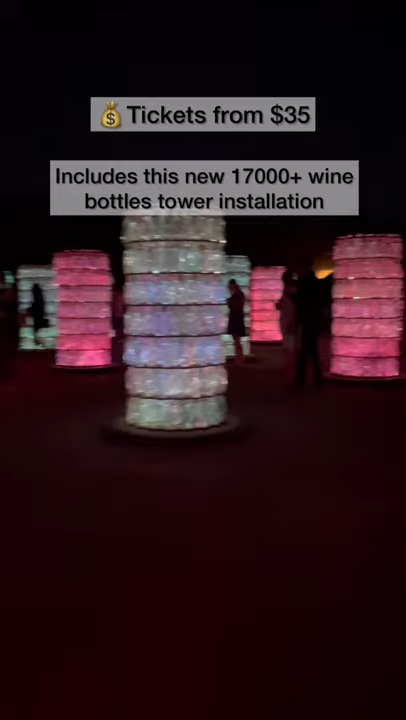 💰Tickets from $35
Includes this new 17000+ wine
bottles tower installation